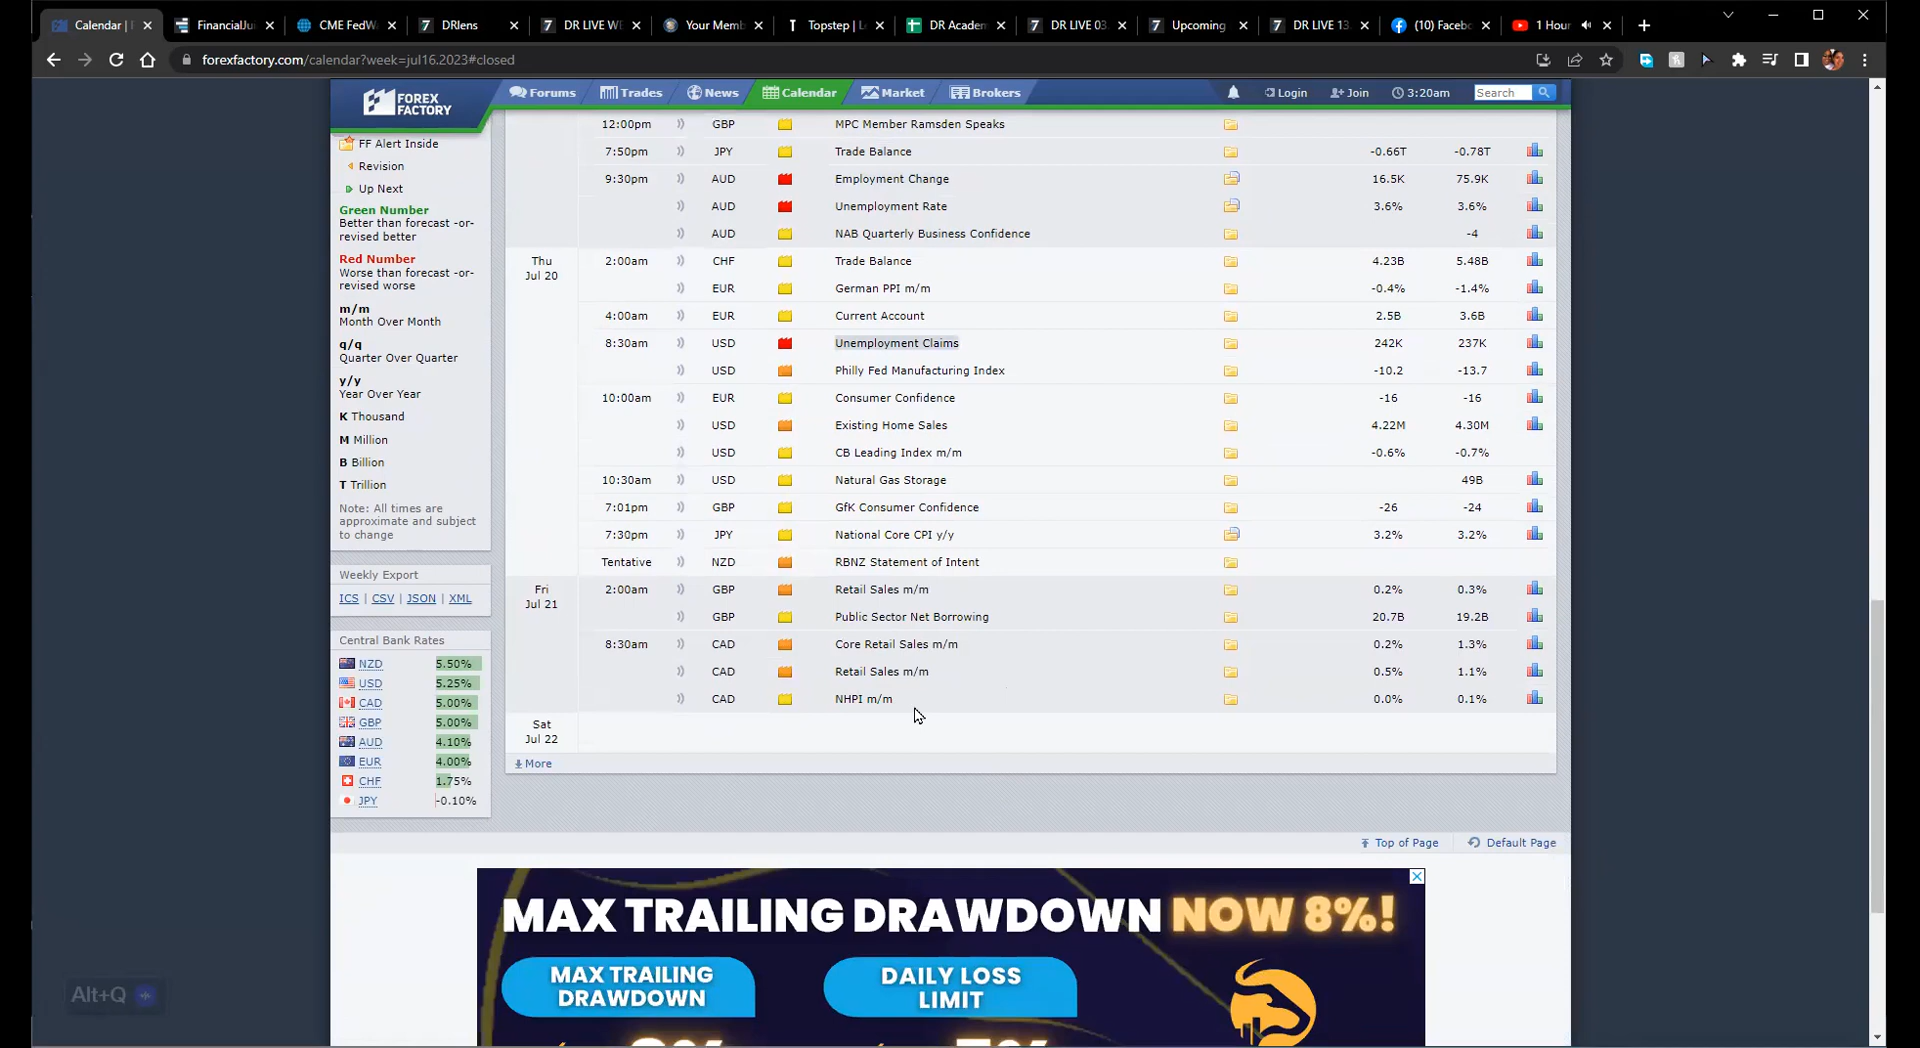 Calendar | F
FinancialJu
CME FedWa
DRlens
DR LIVE WE
Your Memb
Topstep | Le
DR Academ
DR LIVE 03.
Upcoming
DR LIVE 13.
(10) Facebo
1 Hour
forexfactory.com/calendar?week=jul16.2023#closed
FOREX
FACTORY
Forums
Trades
News
Calendar
Market
Brokers
Login
Join
3:20am
Search
FF Alert Inside
Revision
Up Next
Green Number
Better than forecast -or-
revised better
Red Number
Worse than forecast -or-
revised worse
m/m
Month Over Month
q/q
Quarter Over Quarter
y/y
Year Over Year
K Thousand
M Million
B Billion
T Trillion
Note: All times are
approximate and subject
to change
Weekly Export
ICS | CSV | JSON | XML
Central Bank Rates
NZD 5.50%
USD 5.25%
CAD 5.00%
GBP 5.00%
AUD 4.10%
EUR 4.00%
CHF 1.75%
JPY -0.10%
12:00pm GBP MPC Member Ramsden Speaks
7:50pm JPY Trade Balance -0.66T -0.78T
9:30pm AUD Employment Change 16.5K 75.9K
AUD Unemployment Rate 3.6% 3.6%
AUD NAB Quarterly Business Confidence -4
Thu
Jul 20
2:00am CHF Trade Balance 4.23B 5.48B
EUR German PPI m/m -0.4% -1.4%
4:00am EUR Current Account 2.5B 3.6B
8:30am USD Unemployment Claims 242K 237K
USD Philly Fed Manufacturing Index -10.2 -13.7
10:00am EUR Consumer Confidence -16 -16
USD Existing Home Sales 4.22M 4.30M
USD CB Leading Index m/m -0.6% -0.7%
10:30am USD Natural Gas Storage 49B
7:01pm GBP GfK Consumer Confidence -26 -24
7:30pm JPY National Core CPI y/y 3.2% 3.2%
Tentative NZD RBNZ Statement of Intent
Fri
Jul 21
2:00am GBP Retail Sales m/m 0.2% 0.3%
GBP Public Sector Net Borrowing 20.7B 19.2B
8:30am CAD Core Retail Sales m/m 0.2% 1.3%
CAD Retail Sales m/m 0.5% 1.1%
CAD NHPI m/m 0.0% 0.1%
Sat
Jul 22
More
Top of Page
Default Page
MAX TRAILING DRAWDOWN NOW 8%!
MAX TRAILING
DRAWDOWN
DAILY LOSS
LIMIT
Alt+Q